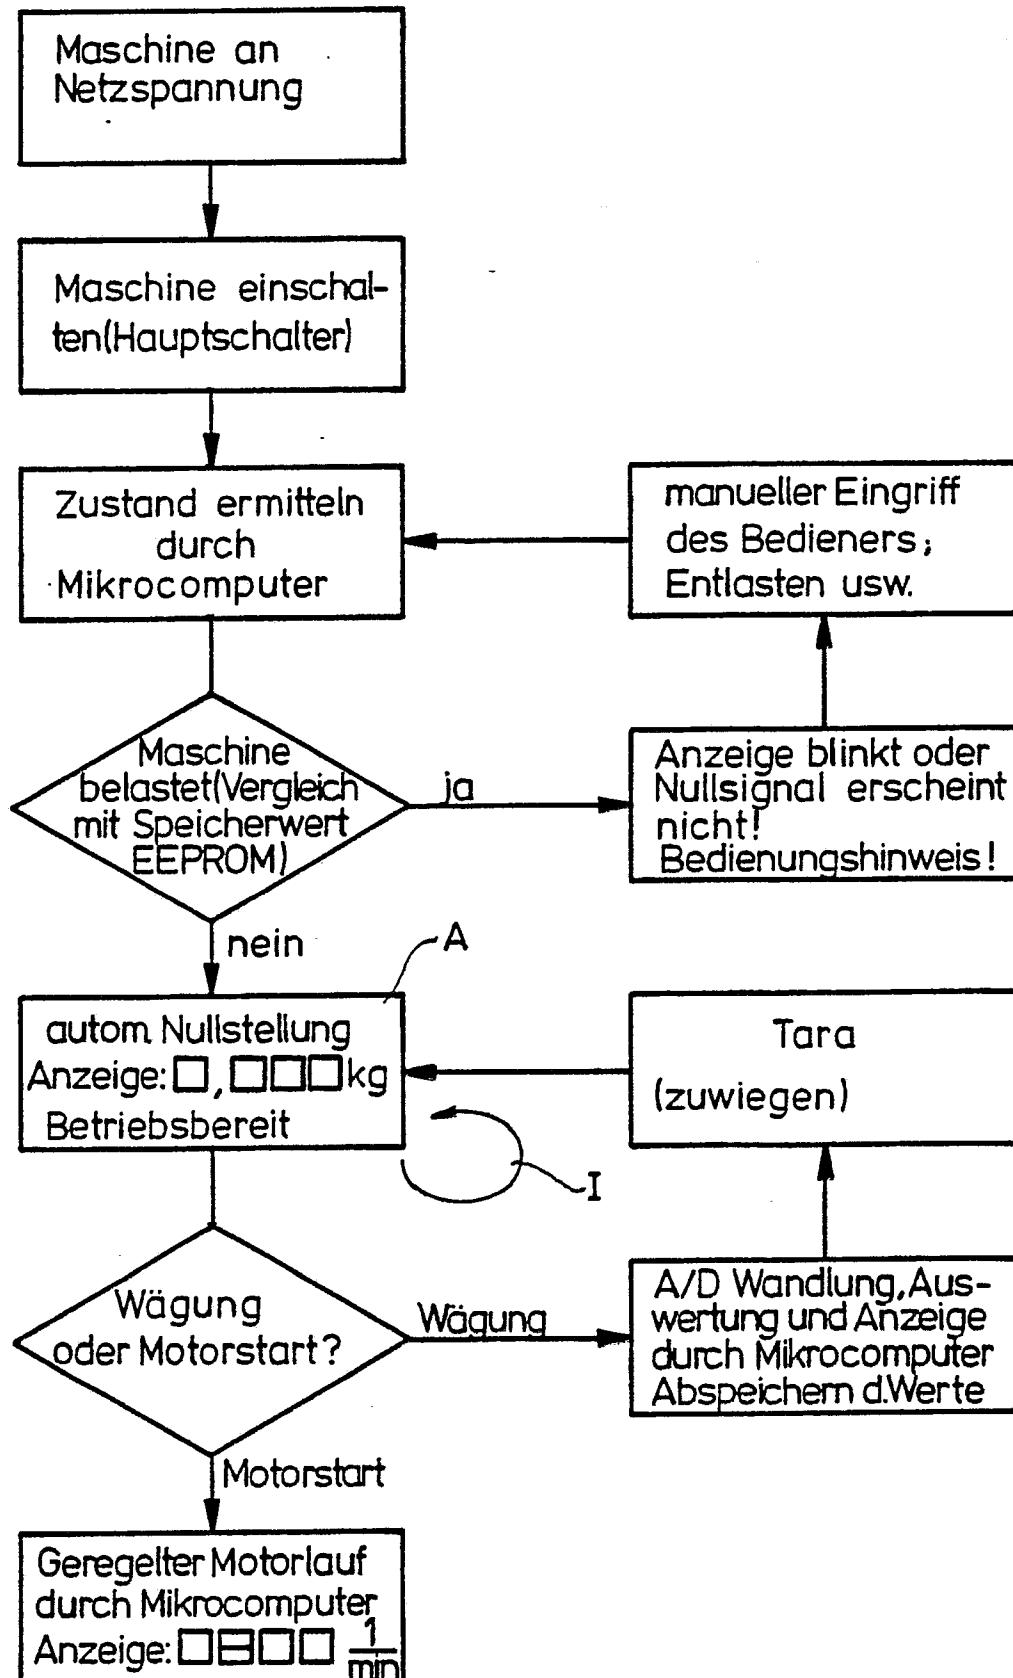 Maschine an
Netzspannung
Maschine einschal-
ten(Hauptschalter)
Zustand ermitteln
durch
Mikrocomputer
manueller Eingriff
des Bedieners;
Entlasten usw.
Maschine
belastet(Vergleich
mit Speicherwert
EEPROM)
ja
Anzeige blinkt oder
Nullsignal erscheint
nicht!
Bedienungshinweis!
nein
A
autom. Nullstellung
Anzeige: □,□□□kg
Betriebsbereit
Tara
(zuwiegen)
I
Wägung
oder Motorstart?
Wägung
A/D Wandlung, Aus-
wertung und Anzeige
durch Mikrocomputer
Abspeichern d.Werte
Motorstart
Geregelter Motorlauf
durch Mikrocomputer
Anzeige: □8□□ 1/min